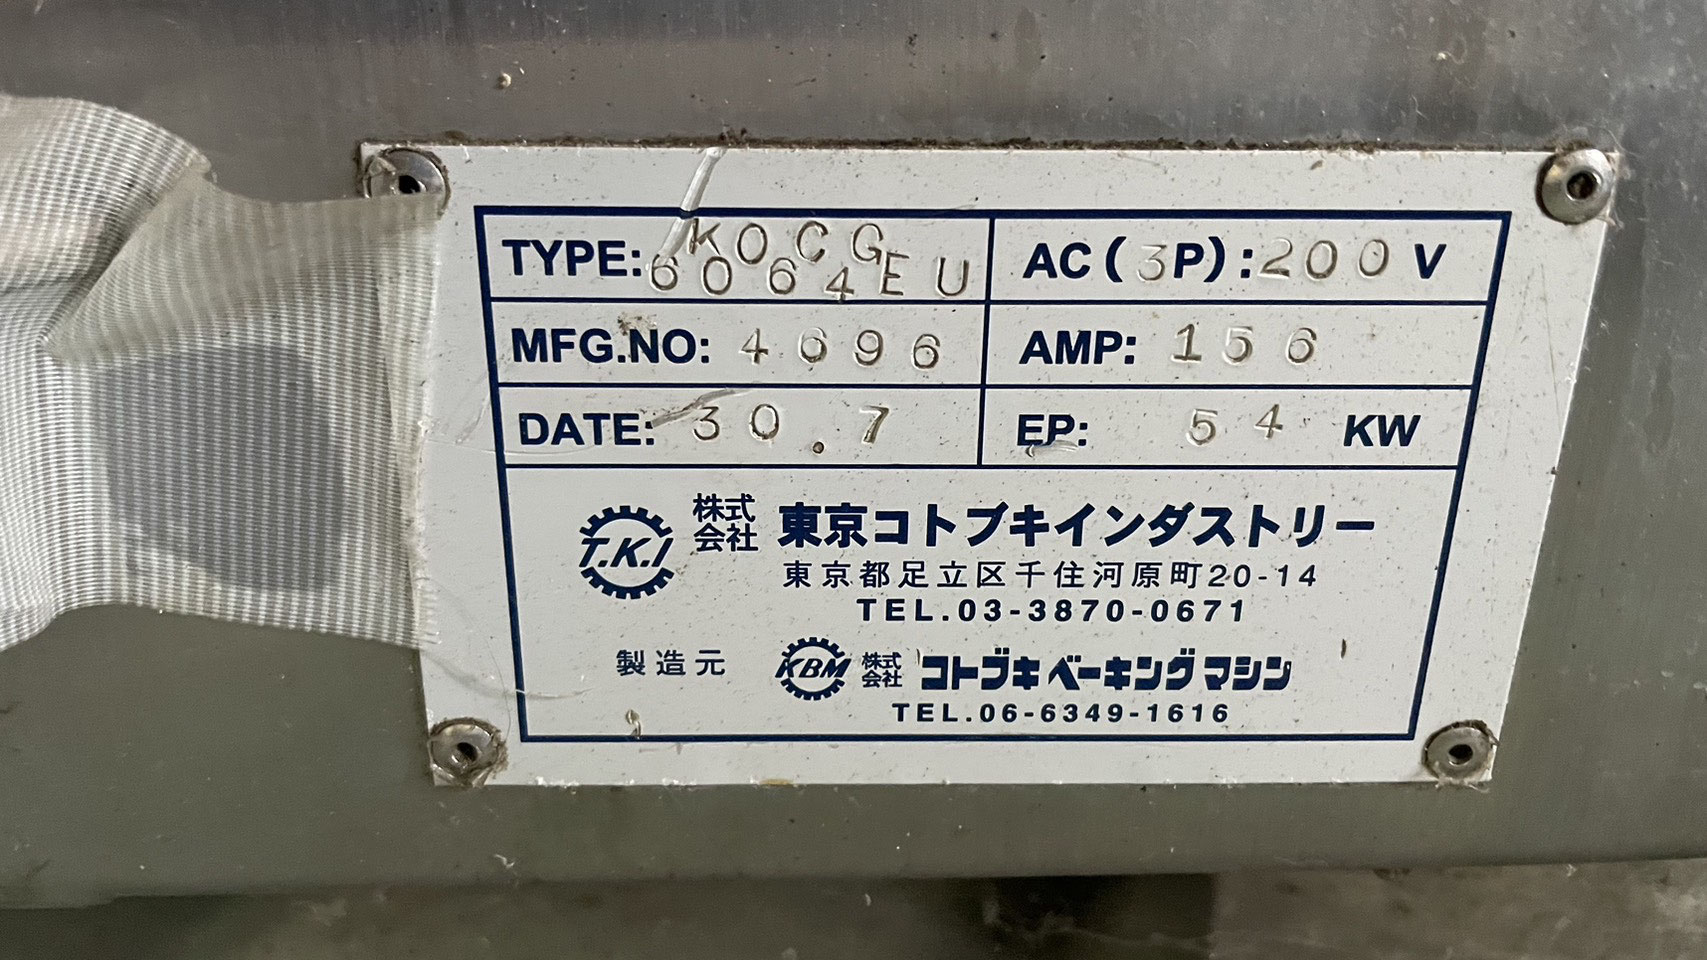 TYPE: KOCG
6064EU
AC(3P):200V
MFG.NO: 4696
AMP: 156
DATE: 30.7
EP: 54 KW
T.K.I 株式会社 東京コトブキインダストリー
東京都足立区千住河原町20-14
TEL.03-3870-0671
製造元 KBM 株式会社 コトブキベーキングマシン
TEL.06-6349-1616